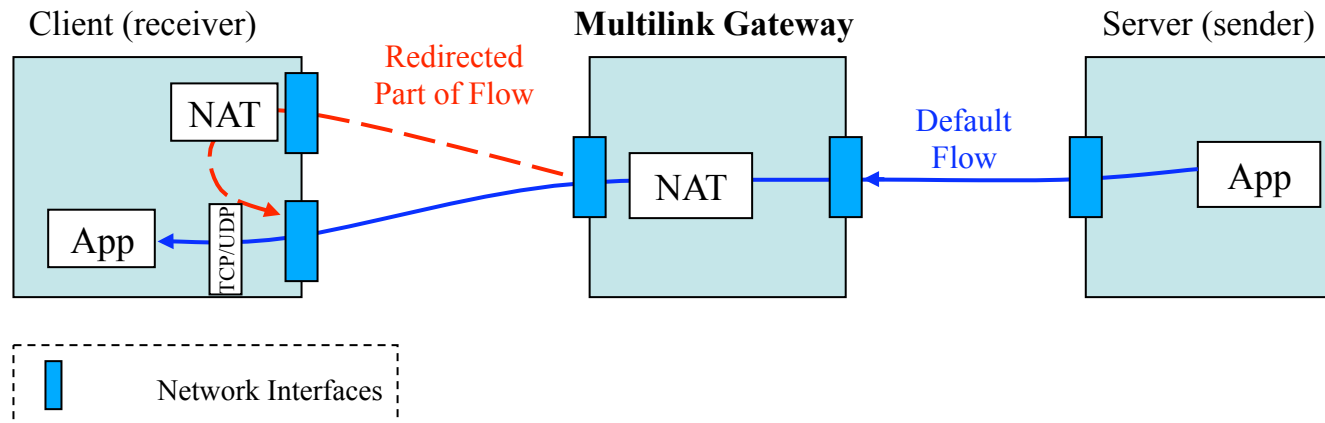 Client (receiver)
Multilink Gateway
Server (sender)
Redirected
Part of Flow
NAT
Default
Flow
NAT
App
App
TCP/UDP
Network Interfaces